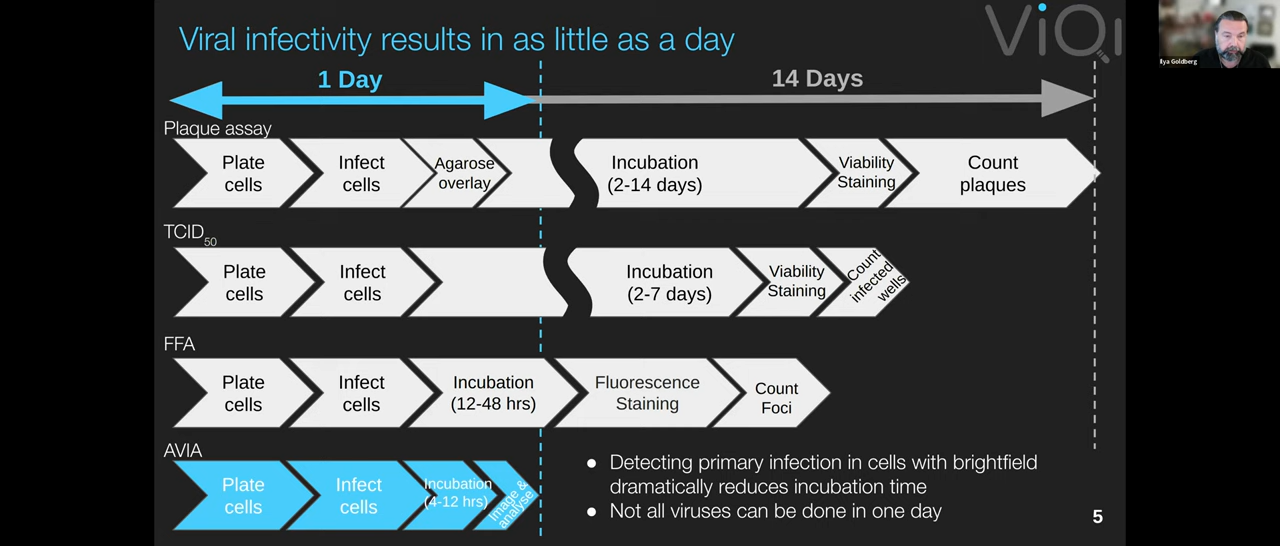 Viral infectivity results in as little as a day
ViQi
Ilya Goldberg
1 Day
14 Days
Plaque assay
Plate
cells
Infect
cells
Agarose
overlay
Incubation
(2-14 days)
Viability
Staining
Count
plaques
TCID50
Plate
cells
Infect
cells
Incubation
(2-7 days)
Viability
Staining
Count
infected
wells
FFA
Plate
cells
Infect
cells
Incubation
(12-48 hrs)
Fluorescence
Staining
Count
Foci
AVIA
Plate
cells
Infect
cells
Incubation
(4-12 hrs)
Image &
analyse
● Detecting primary infection in cells with brightfield
dramatically reduces incubation time
● Not all viruses can be done in one day
5